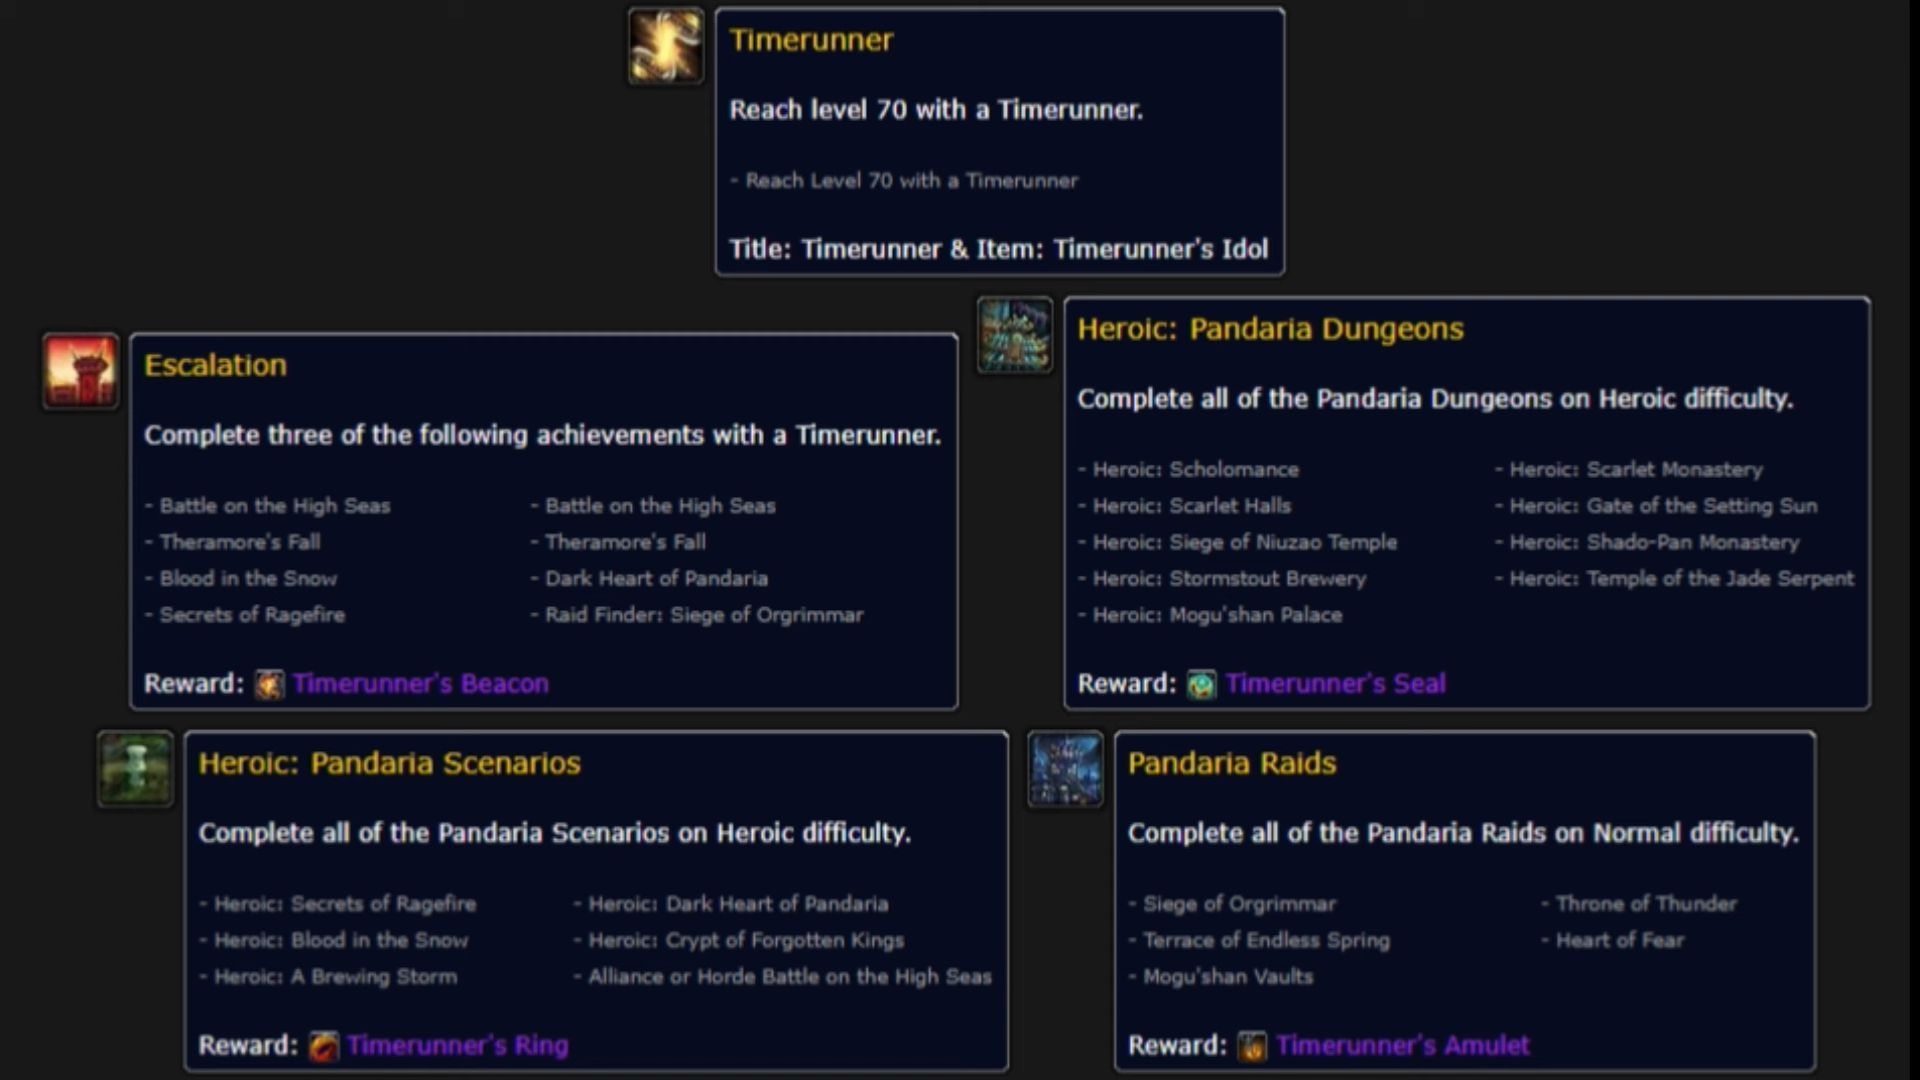 Timerunner
Reach level 70 with a Timerunner.
- Reach Level 70 with a Timerunner
Title: Timerunner & Item: Timerunner's Idol
Escalation
Complete three of the following achievements with a Timerunner.
- Battle on the High Seas
- Theramore's Fall
- Blood in the Snow
- Secrets of Ragefire
- Battle on the High Seas
- Theramore's Fall
- Dark Heart of Pandaria
- Raid Finder: Siege of Orgrimmar
Reward: Timerunner's Beacon
Heroic: Pandaria Dungeons
Complete all of the Pandaria Dungeons on Heroic difficulty.
- Heroic: Scholomance
- Heroic: Scarlet Halls
- Heroic: Siege of Niuzao Temple
- Heroic: Stormstout Brewery
- Heroic: Mogu'shan Palace
- Heroic: Scarlet Monastery
- Heroic: Gate of the Setting Sun
- Heroic: Shado-Pan Monastery
- Heroic: Temple of the Jade Serpent
Reward: Timerunner's Seal
Heroic: Pandaria Scenarios
Complete all of the Pandaria Scenarios on Heroic difficulty.
- Heroic: Secrets of Ragefire
- Heroic: Blood in the Snow
- Heroic: A Brewing Storm
- Heroic: Dark Heart of Pandaria
- Heroic: Crypt of Forgotten Kings
- Alliance or Horde Battle on the High Seas
Reward: Timerunner's Ring
Pandaria Raids
Complete all of the Pandaria Raids on Normal difficulty.
- Siege of Orgrimmar
- Terrace of Endless Spring
- Mogu'shan Vaults
- Throne of Thunder
- Heart of Fear
Reward: Timerunner's Amulet